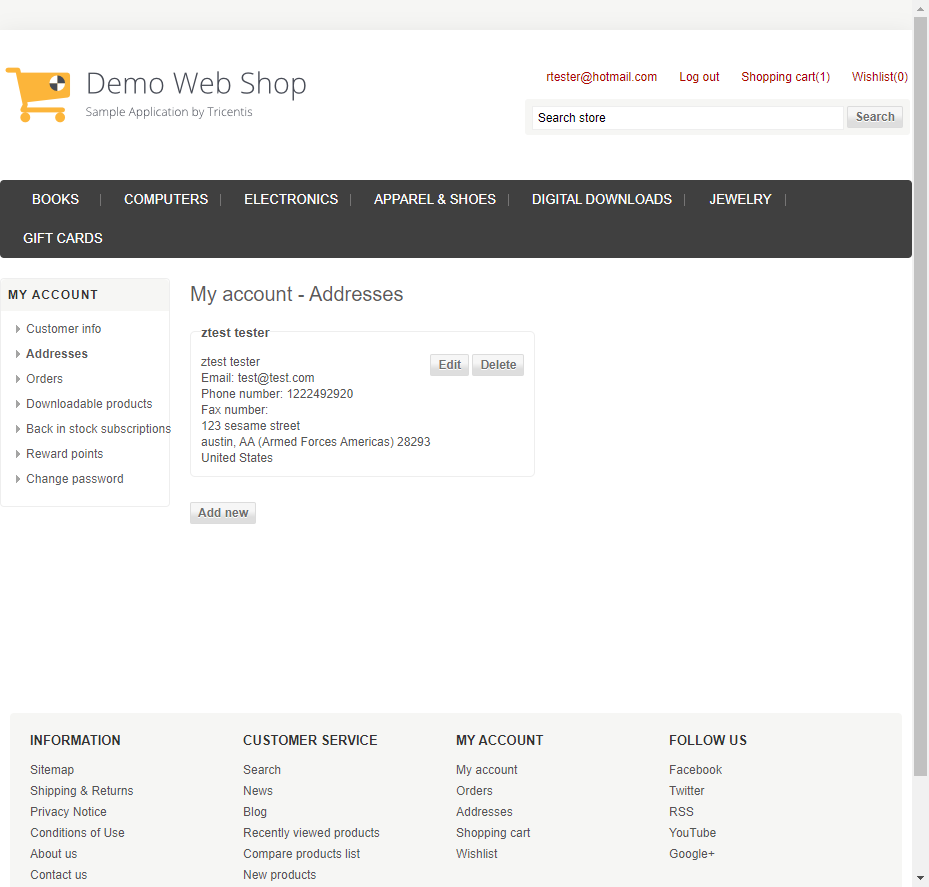 Demo Web Shop
Sample Application by Tricentis
rtester@hotmail.com Log out Shopping cart(1) Wishlist(0)
Search store Search
BOOKS | COMPUTERS | ELECTRONICS | APPAREL & SHOES | DIGITAL DOWNLOADS | JEWELRY |
GIFT CARDS
MY ACCOUNT
Customer info
Addresses
Orders
Downloadable products
Back in stock subscriptions
Reward points
Change password
My account - Addresses
ztest tester
ztest tester
Edit Delete
Email: test@test.com
Phone number: 1222492920
Fax number:
123 sesame street
austin, AA (Armed Forces Americas) 28293
United States
Add new
INFORMATION
Sitemap
Shipping & Returns
Privacy Notice
Conditions of Use
About us
Contact us
CUSTOMER SERVICE
Search
News
Blog
Recently viewed products
Compare products list
New products
MY ACCOUNT
My account
Orders
Addresses
Shopping cart
Wishlist
FOLLOW US
Facebook
Twitter
RSS
YouTube
Google+